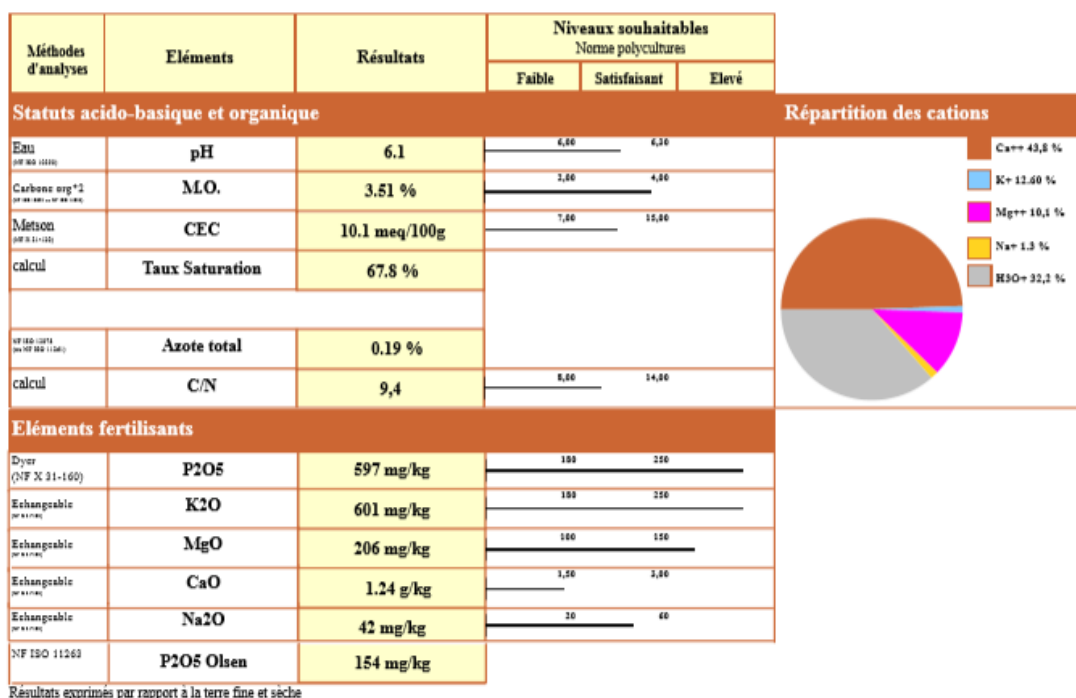 Méthodes
d'analyses
Eléments
Résultats
Niveaux souhaitables
Norme polycultures
Faible Satisfaisant Elevé
Statuts acido-basique et organique
Eau
pH
6.1
6,00 6,30
Carbone org*2
M.O.
3.51 %
2,00 4,00
Metson
CEC
10.1 meq/100g
7,00 15,00
calcul
Taux Saturation
67.8 %
Azote total
0.19 %
calcul
C/N
9,4
8,00 14,00
Répartition des cations
Ca++ 43,8 %
K+ 12.60 %
Mg++ 10,1 %
Na+ 1.3 %
H3O+ 32,2 %
Eléments fertilisants
Dyer
(NF X 31-160)
P2O5
597 mg/kg
250
Echangeable
K2O
601 mg/kg
250
Echangeable
MgO
206 mg/kg
100 150
Echangeable
CaO
1.24 g/kg
1,50 3,00
Echangeable
Na2O
42 mg/kg
20 60
NF ISO 11263
P2O5 Olsen
154 mg/kg
Résultats exprimés par rapport à la terre fine et sèche